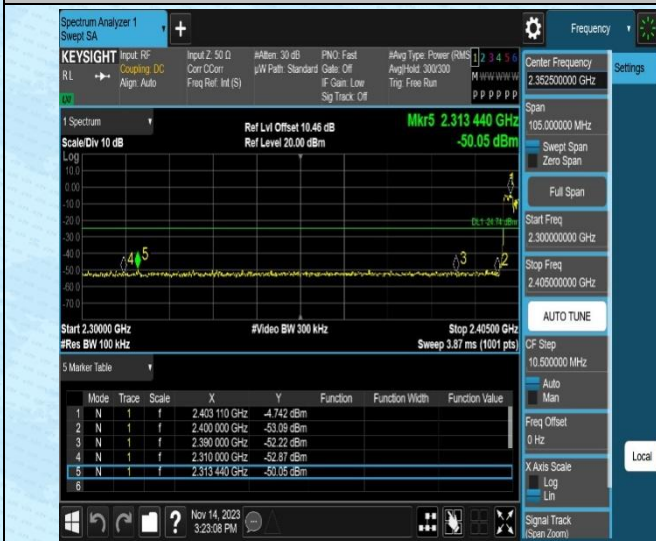 Spectrum Analyzer 1
Swept SA
+
Frequency
KEYSIGHT
RL
LXI
Input: RF
Coupling: DC
Align: Auto
Input Z: 50 Ω
Corr CCorr
Freq Ref: Int (S)
#Atten: 30 dB
µW Path: Standard
PNO: Fast
Gate: Off
IF Gain: Low
Sig Track: Off
#Avg Type: Power (RMS
Avg|Hold: 300/300
Trig: Free Run
1 2 3 4 5 6
M W W W W W
P P P P P P
1 Spectrum
Scale/Div 10 dB
Ref Lvl Offset 10.46 dB
Ref Level 20.00 dBm
Mkr5 2.313 440 GHz
-50.05 dBm
Log
10.0
0.00
-10.0
-20.0
-30.0
-40.0
-50.0
-60.0
-70.0
DL1 -24.74 dBm
4
5
3
2
Start 2.30000 GHz
#Res BW 100 kHz
#Video BW 300 kHz
Stop 2.40500 GHz
Sweep 3.87 ms (1001 pts)
5 Marker Table
Mode Trace Scale X Y Function Function Width Function Value
1 N 1 f 2.403 110 GHz -4.742 dBm
2 N 1 f 2.400 000 GHz -53.09 dBm
3 N 1 f 2.390 000 GHz -52.22 dBm
4 N 1 f 2.310 000 GHz -52.87 dBm
5 N 1 f 2.313 440 GHz -50.05 dBm
6
?
Nov 14, 2023
3:23:08 PM
Center Frequency
2.352500000 GHz
Settings
Span
105.000000 MHz
Swept Span
Zero Span
Full Span
Start Freq
2.300000000 GHz
Stop Freq
2.405000000 GHz
AUTO TUNE
CF Step
10.500000 MHz
Auto
Man
Freq Offset
0 Hz
Local
X Axis Scale
Log
Lin
Signal Track
(Span Zoom)